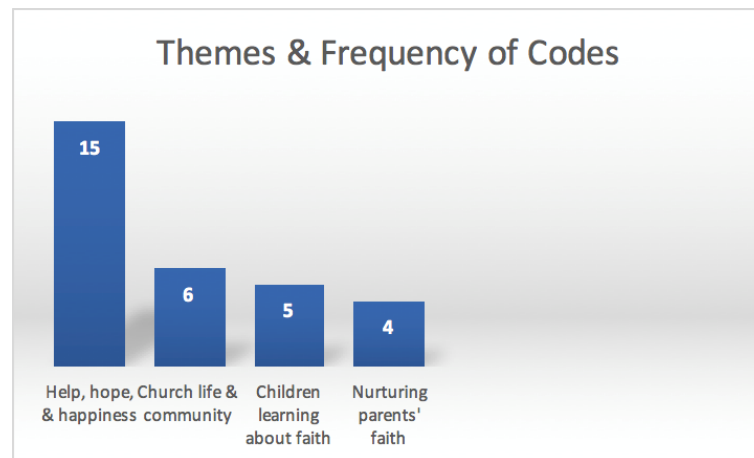 Themes & Frequency of Codes
15
6
5
4
Help, hope,
& happiness
Church life &
community
Children
learning
about faith
Nurturing
parents'
faith